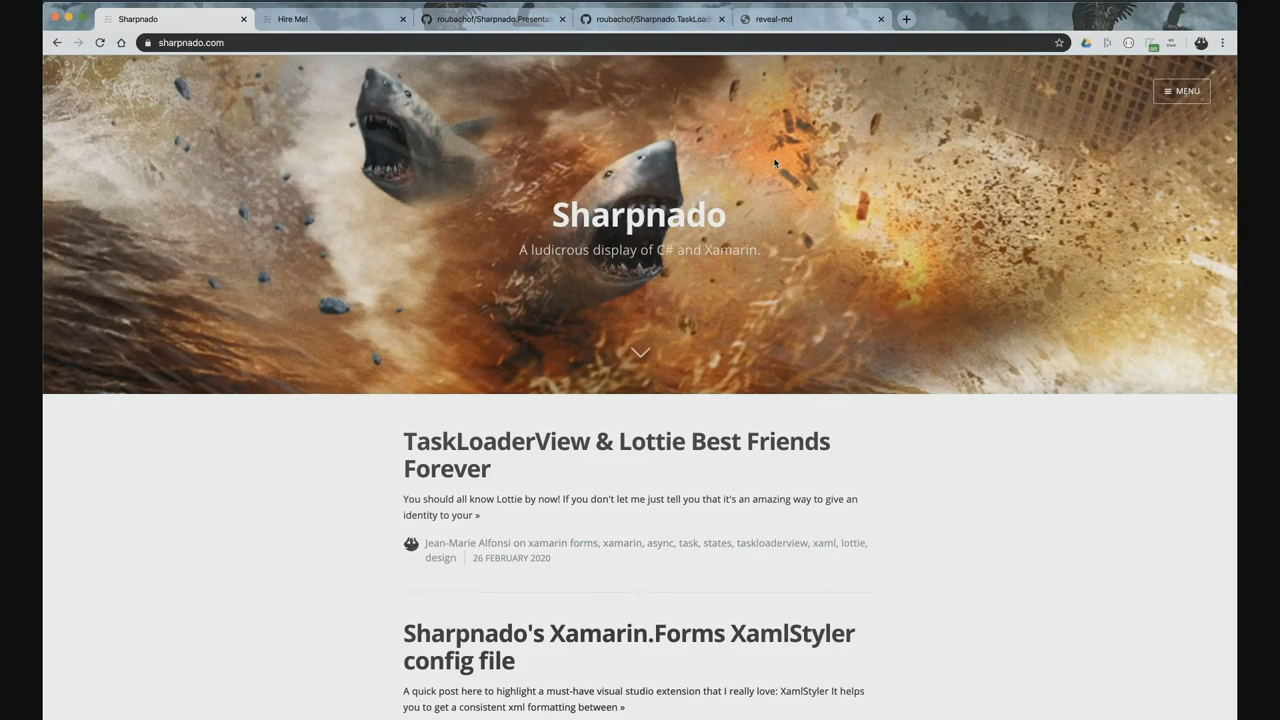 Sharpnado
Hire Me!
roubachof/Sharpnado.Presentat
roubachof/Sharpnado.TaskLoad
reveal-md
sharpnado.com
MENU
Sharpnado
A ludicrous display of C# and Xamarin.
TaskLoaderView & Lottie Best Friends
Forever
You should all know Lottie by now! If you don't let me just tell you that it's an amazing way to give an
identity to your »
Jean-Marie Alfonsi on xamarin forms, xamarin, async, task, states, taskloaderview, xaml, lottie,
design
26 FEBRUARY 2020
Sharpnado's Xamarin.Forms XamlStyler
config file
A quick post here to highlight a must-have visual studio extension that I really love: XamlStyler It helps
you to get a consistent xml formatting between »